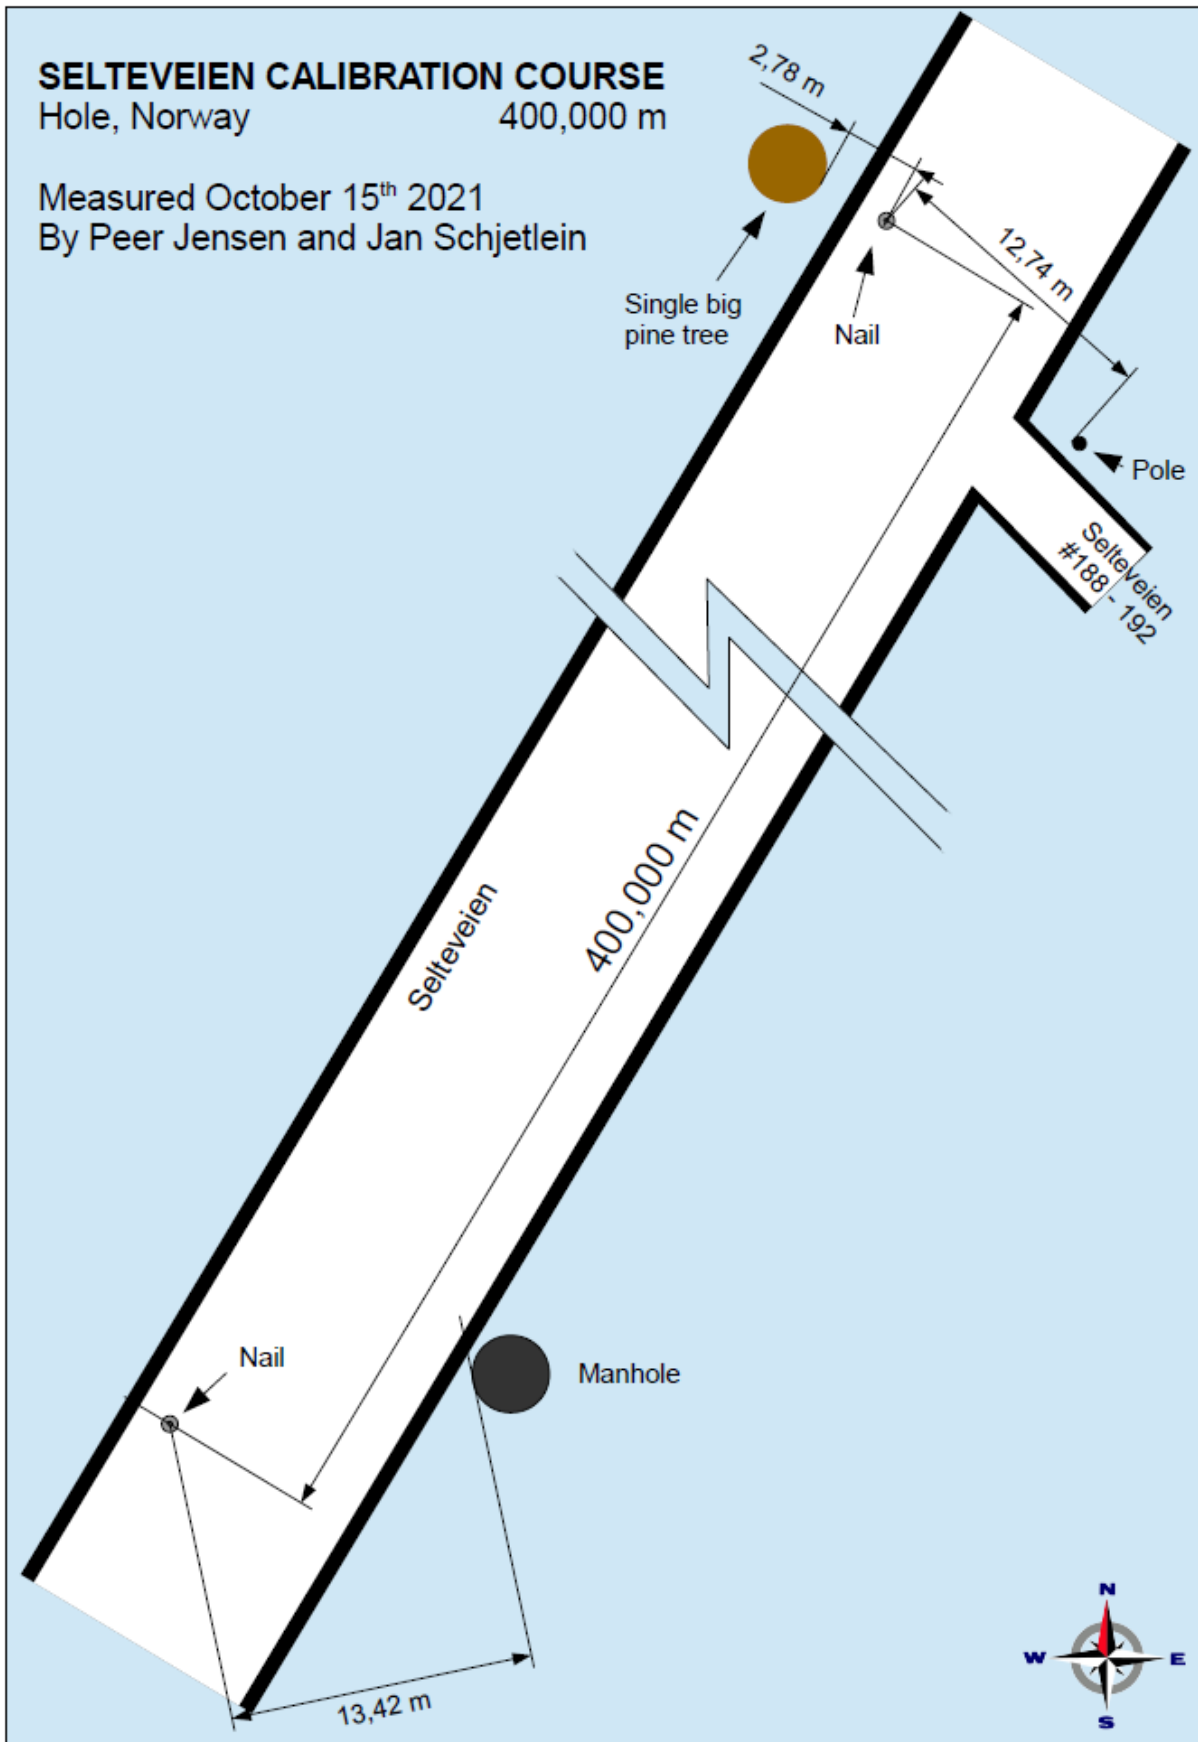 SELTEVEIEN CALIBRATION COURSE
Hole, Norway 400,000 m
Measured October 15th 2021
By Peer Jensen and Jan Schjetlein
2,78 m
12,74 m
Single big
pine tree
Nail
Pole
Selteveien
#188 - 192
400,000 m
Selteveien
Nail
Manhole
13,42 m
N
W
E
S